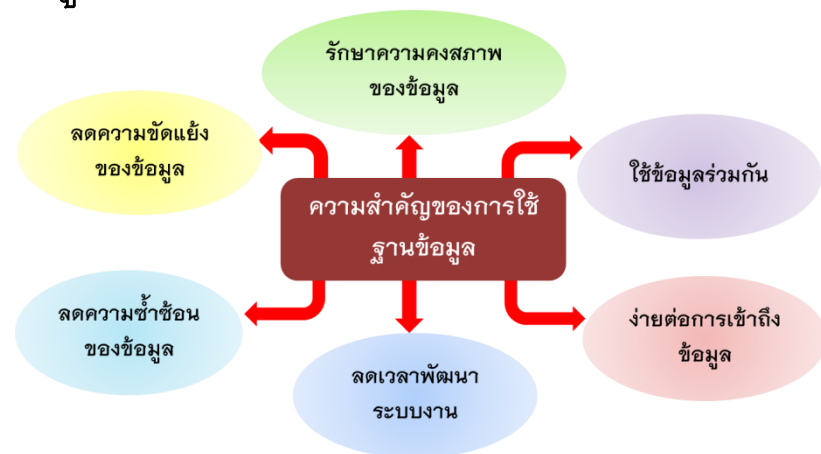 รักษาความคงสภาพ
ของข้อมูล
ลดความขัดแย้ง
ของข้อมูล
ใช้ข้อมูลร่วมกัน
ความสำคัญของการใช้
ฐานข้อมูล
ลดความซ้ำซ้อน
ของข้อมูล
ง่ายต่อการเข้าถึง
ข้อมูล
ลดเวลาพัฒนา
ระบบงาน